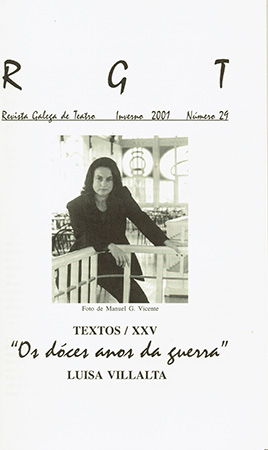 R G T
Revista Galega de Teatro Inverno 2001 Número 29
Foto de Manuel G. Vicente
TEXTOS / XXV
"Os dóces anos da guerra"
LUISA VILLALTA